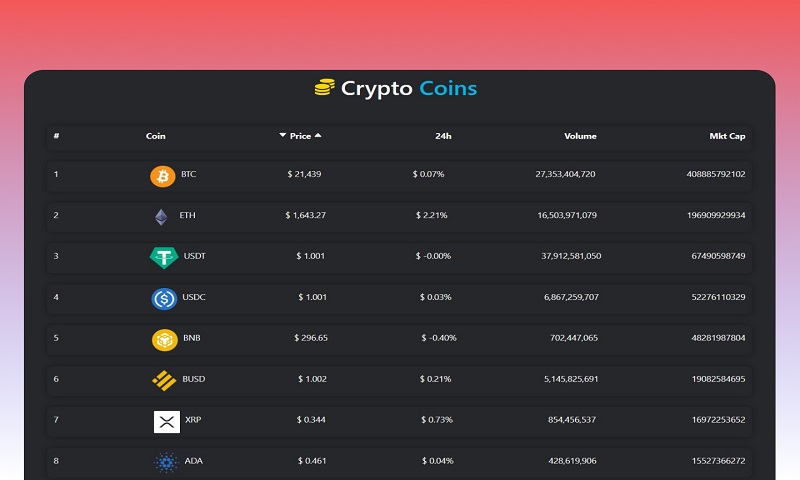 Crypto Coins
# Coin Price 24h Volume Mkt Cap
1 BTC $ 21,439 $ 0.07% 27,353,404,720 408885792102
2 ETH $ 1,643.27 $ 2.21% 16,503,971,079 196909929934
3 USDT $ 1.001 $ -0.00% 37,912,581,050 67490598749
4 USDC $ 1.001 $ 0.03% 6,867,259,707 52276110329
5 BNB $ 296.65 $ -0.40% 702,447,065 48281987804
6 BUSD $ 1.002 $ 0.21% 5,145,825,691 19082584695
7 XRP $ 0.344 $ 0.73% 854,456,537 16972253652
8 ADA $ 0.461 $ 0.04% 428,619,906 15527366272